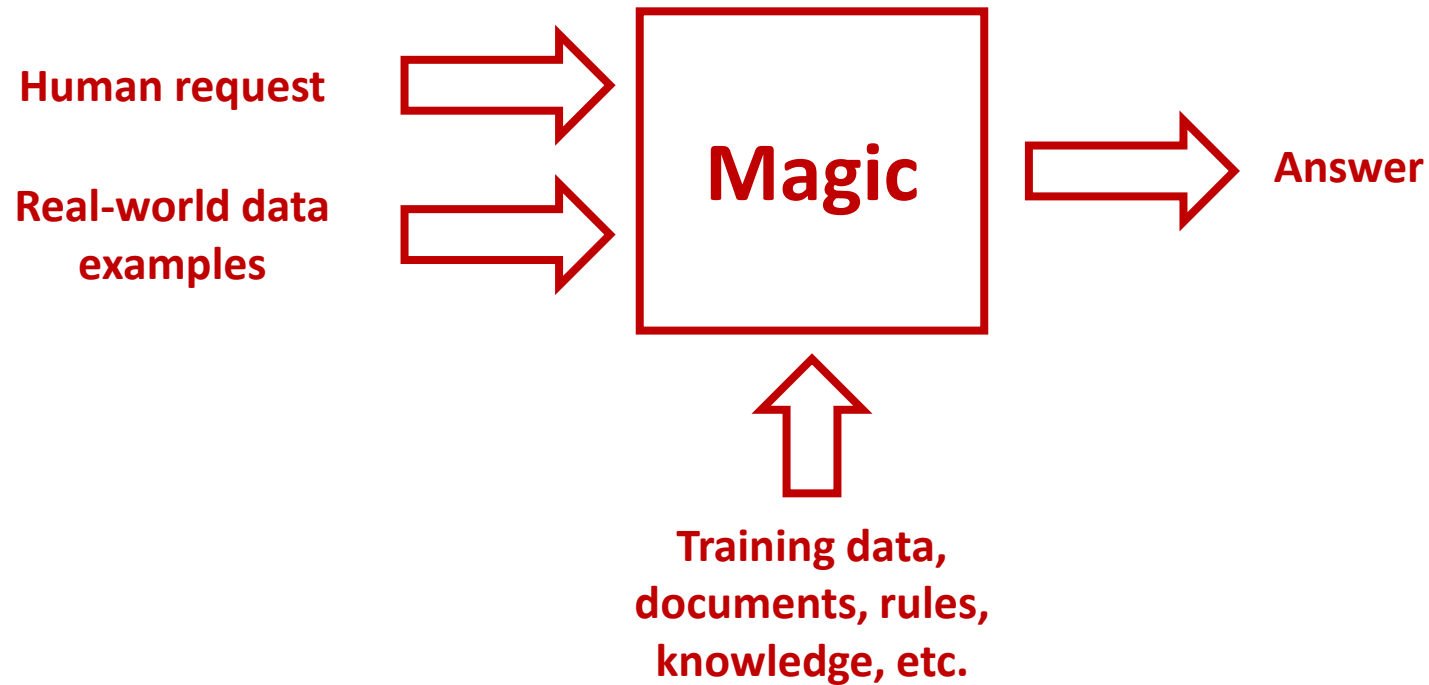 Human request
Real-world data
examples
Magic
Answer
Training data,
documents, rules,
knowledge, etc.